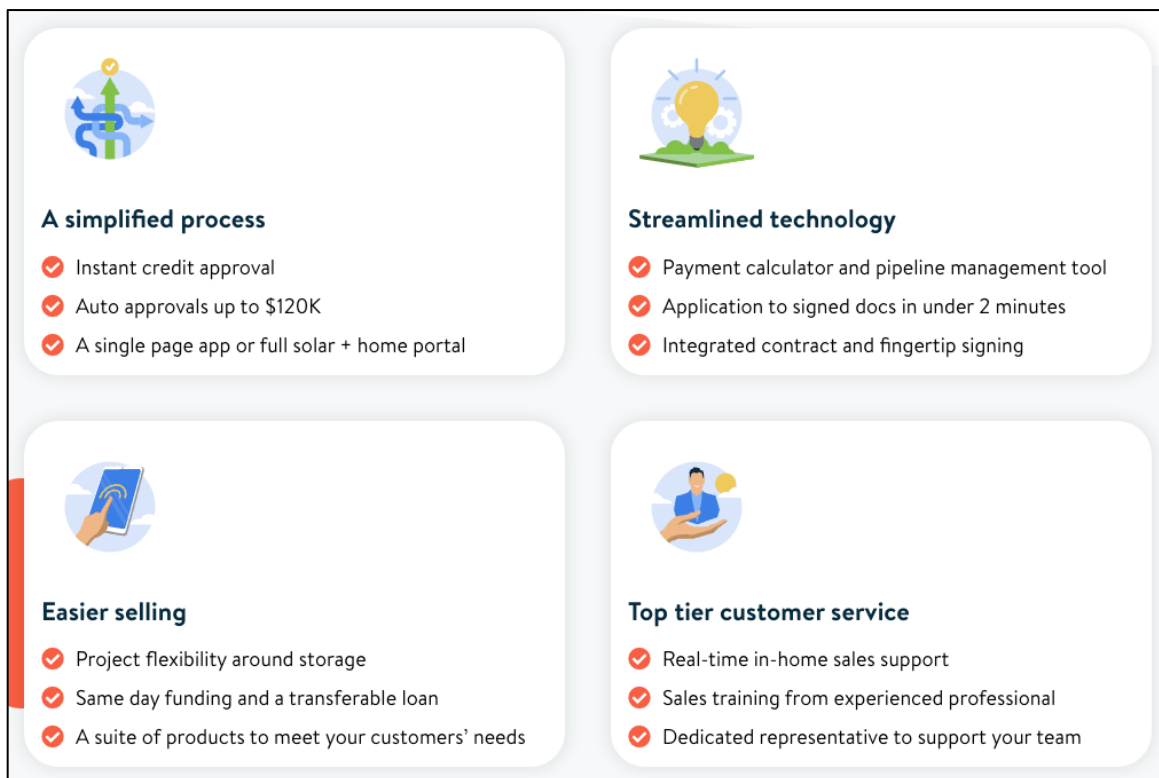 A simplified process
Instant credit approval
Auto approvals up to $120K
A single page app or full solar + home portal
Streamlined technology
Payment calculator and pipeline management tool
Application to signed docs in under 2 minutes
Integrated contract and fingertip signing
Easier selling
Project flexibility around storage
Same day funding and a transferable loan
A suite of products to meet your customers’ needs
Top tier customer service
Real-time in-home sales support
Sales training from experienced professional
Dedicated representative to support your team